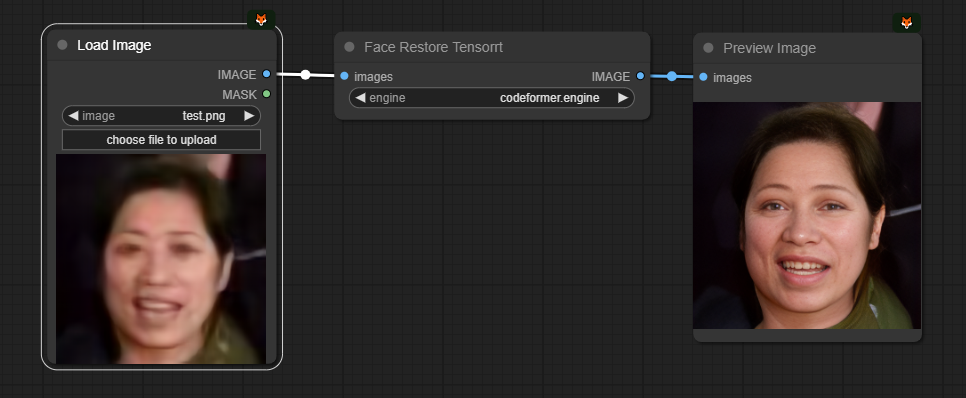 Load Image
IMAGE
MASK
image test.png
choose file to upload
Face Restore Tensorrt
images IMAGE
engine codeformer.engine
Preview Image
images